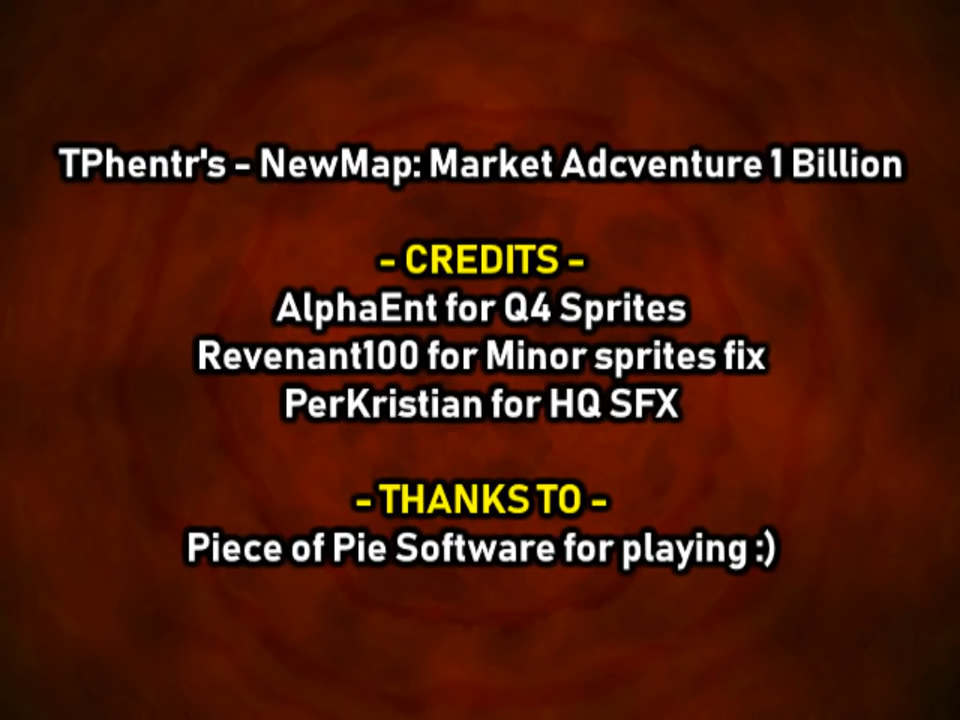 TPhentr's - NewMap: Market Adcventure 1 Billion
- CREDITS -
AlphaEnt for Q4 Sprites
Revenant100 for Minor sprites fix
PerKristian for HQ SFX
- THANKS TO -
Piece of Pie Software for playing :)